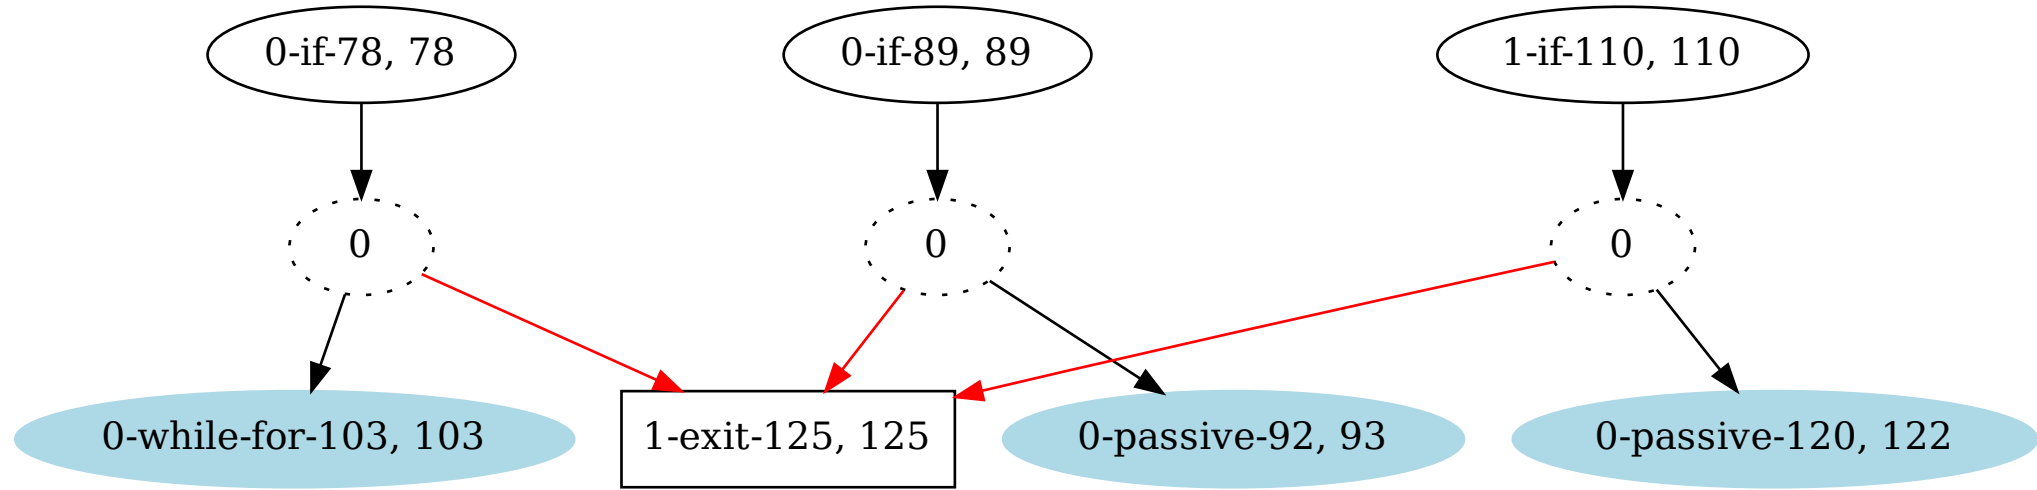 0-if-78, 78
0-if-89, 89
1-if-110, 110
0
0
0
0-while-for-103, 103
1-exit-125, 125
0-passive-92, 93
0-passive-120, 122